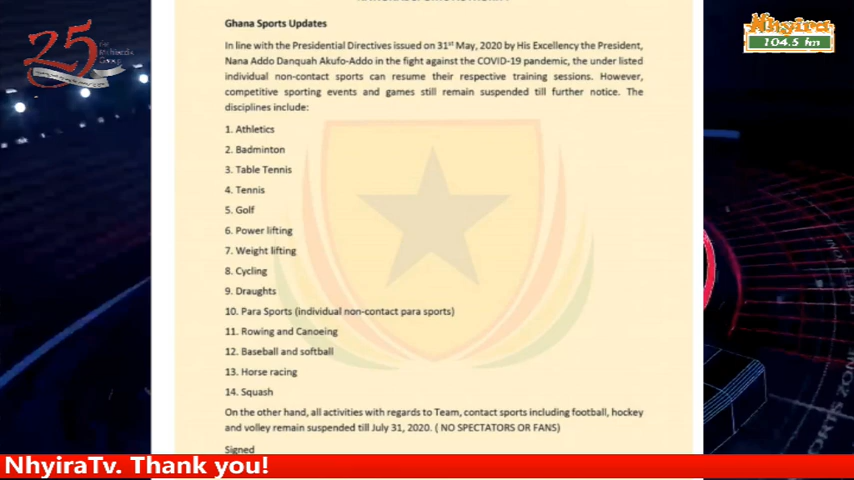 25
Nhyira
104.5 fm
Ghana Sports Updates
In line with the Presidential Directives issued on 31st May, 2020 by His Excellency the President,
Nana Addo Danquah Akufo-Addo in the fight against the COVID-19 pandemic, the under listed
individual non-contact sports can resume their respective training sessions. However,
competitive sporting events and games still remain suspended till further notice. The
disciplines include:
1. Athletics
2. Badminton
3. Table Tennis
4. Tennis
5. Golf
6. Power lifting
7. Weight lifting
8. Cycling
9. Draughts
10. Para Sports (individual non-contact para sports)
11. Rowing and Canoeing
12. Baseball and softball
13. Horse racing
14. Squash
On the other hand, all activities with regards to Team, contact sports including football, hockey
and volley remain suspended till July 31, 2020. ( NO SPECTATORS OR FANS)
Signed
NhyiraTv. Thank you!